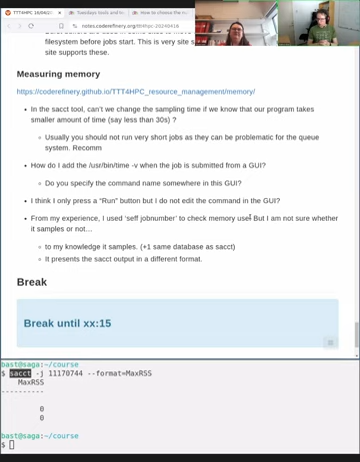 TTT4HPC 16/04/2
Tuesdays tools and te
How to choose the nu
notes.coderefinery.org/ttt4hpc-20240416
filesystem before jobs start. This is very site s
site supports these.
Measuring memory
https://coderefinery.github.io/TTT4HPC_resource_management/memory/
In the sacct tool, can't we change the sampling time if we know that our program takes
smaller amount of time (say less than 30s) ?
Usually you should not run very short jobs as they can be problematic for the queue
system. Recomm
How do I add the /usr/bin/time -v when the job is submitted from a GUI?
Do you specify the command name somewhere in this GUI?
I think I only press a "Run" button but I do not edit the command in the GUI?
From my experience, I used 'seff jobnumber' to check memory use. But I am not sure whether
it samples or not…
to my knowledge it samples. (+1 same database as sacct)
It presents the sacct output in a different format.
Break
Break until xx:15
bast@saga:~/course
$ sacct -j 11170744 --format=MaxRSS
MaxRSS
----------
0
0
bast@saga:~/course
$